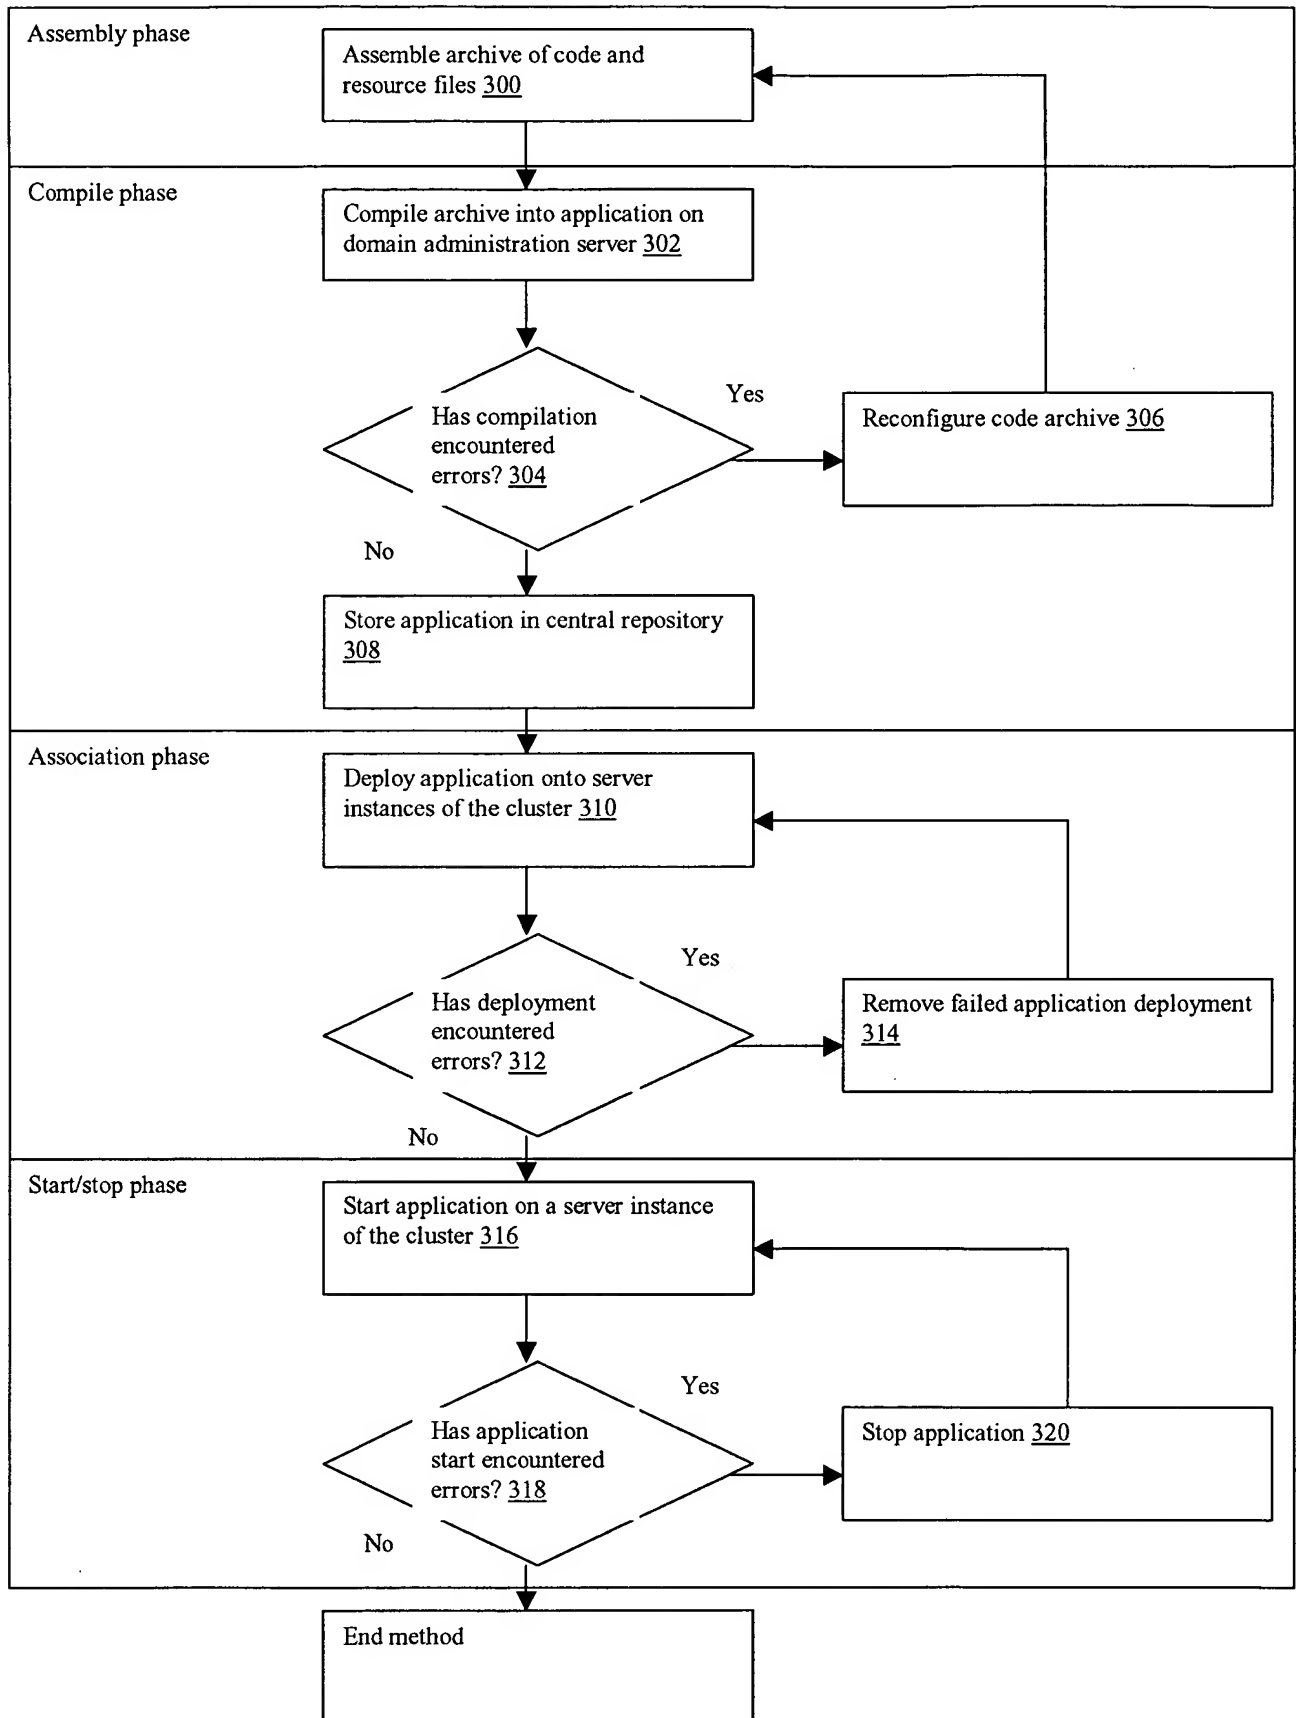 Assembly phase
Assemble archive of code and
resource files 300
Compile phase
Compile archive into application on
domain administration server 302
Has compilation
encountered
errors? 304
Yes
Reconfigure code archive 306
No
Store application in central repository
308
Association phase
Deploy application onto server
instances of the cluster 310
Has deployment
encountered
errors? 312
Yes
Remove failed application deployment
314
No
Start/stop phase
Start application on a server instance
of the cluster 316
Has application
start encountered
errors? 318
Yes
Stop application 320
No
End method